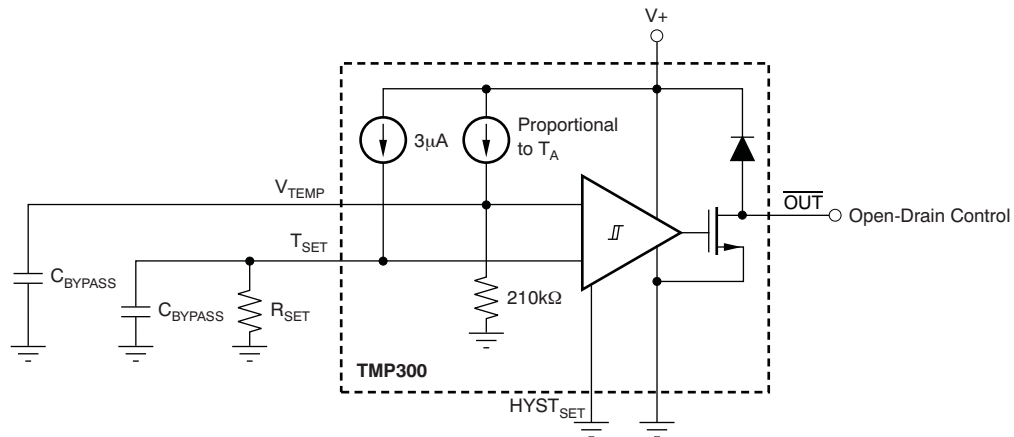 V+
3μA
Proportional
to TA
VTEMP
OUT
Open-Drain Control
TSET
CBYPASS
CBYPASS
RSET
210kΩ
TMP300
HYSTSET